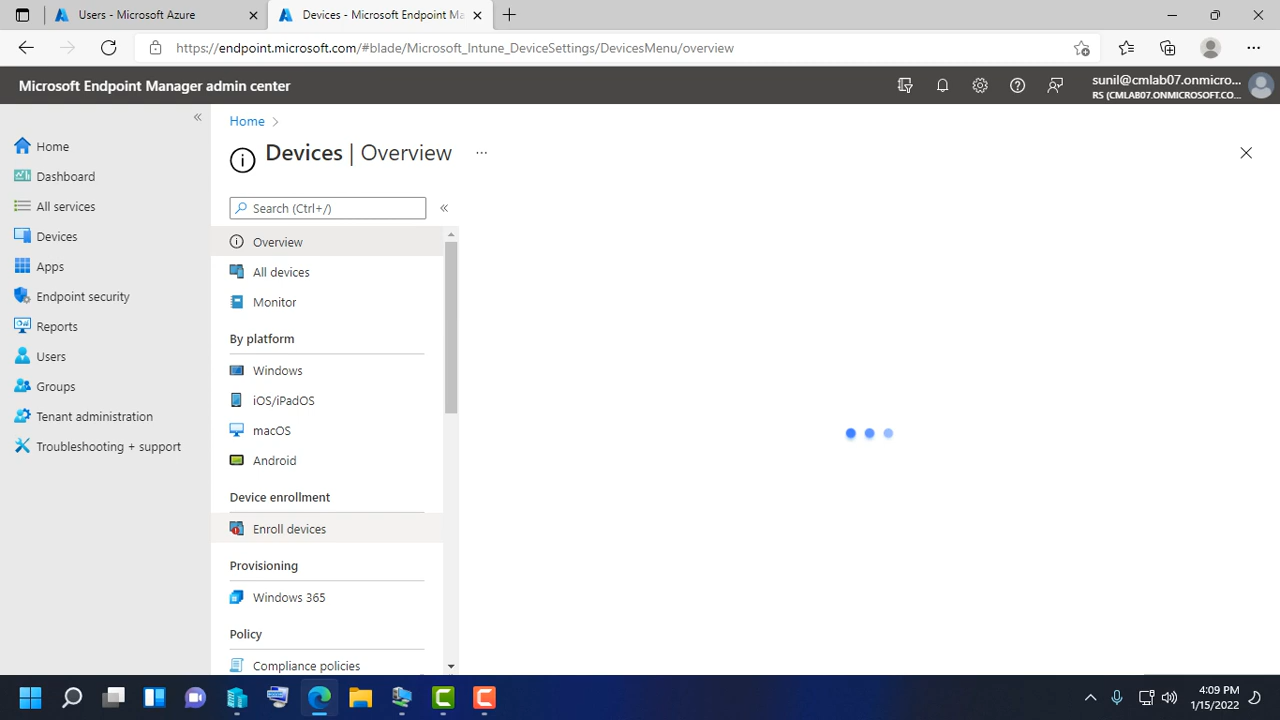 Users - Microsoft Azure
Devices - Microsoft Endpoint Ma
https://endpoint.microsoft.com/#blade/Microsoft_Intune_DeviceSettings/DevicesMenu/overview
Microsoft Endpoint Manager admin center
sunil@cmlab07.onmicro...
RS (CMLAB07.ONMICROSOFT.CO...
Home
Dashboard
All services
Devices
Apps
Endpoint security
Reports
Users
Groups
Tenant administration
Troubleshooting + support
Home
Devices | Overview
Search (Ctrl+/)
Overview
All devices
Monitor
By platform
Windows
iOS/iPadOS
macOS
Android
Device enrollment
Enroll devices
Provisioning
Windows 365
Policy
Compliance policies
4:09 PM
1/15/2022